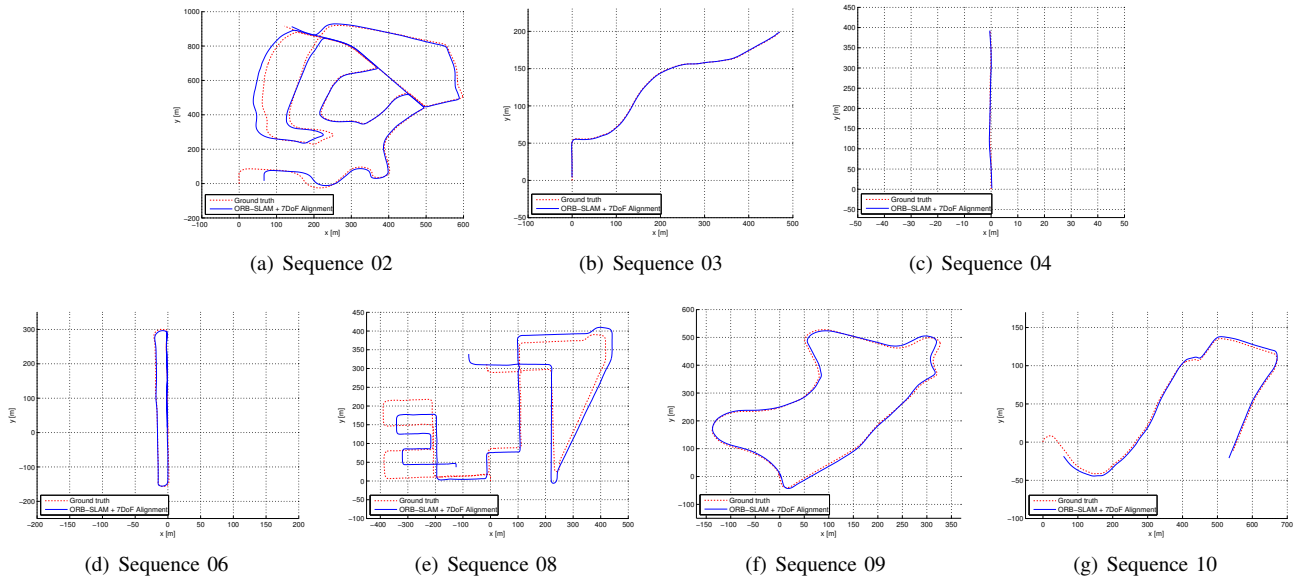 1000
800
600
400
200
0
−200
−100 0 100 200 300 400 500 600
y [m]
x [m]
Ground truth
ORB−SLAM + 7DoF Alignment
(a) Sequence 02
200
150
100
50
0
−50
−100 0 100 200 300 400 500
y [m]
x [m]
Ground truth
ORB−SLAM + 7DoF Alignment
(b) Sequence 03
450
400
350
300
250
200
150
100
50
0
−50
−50 −40 −30 −20 −10 0 10 20 30 40 50
y [m]
x [m]
Ground truth
ORB−SLAM + 7DoF Alignment
(c) Sequence 04
300
200
100
0
−100
−200
−200 −150 −100 −50 0 50 100 150 200
y [m]
x [m]
Ground truth
ORB−SLAM + 7DoF Alignment
(d) Sequence 06
450
400
350
300
250
200
150
100
50
0
−50
−100
−400 −300 −200 −100 0 100 200 300 400 500
y [m]
x [m]
Ground truth
ORB−SLAM + 7DoF Alignment
(e) Sequence 08
600
500
400
300
200
100
0
−100
−150 −100 −50 0 50 100 150 200 250 300 350
y [m]
x [m]
Ground truth
ORB−SLAM + 7DoF Alignment
(f) Sequence 09
150
100
50
0
−50
−100
0 100 200 300 400 500 600 700
y [m]
x [m]
Ground truth
ORB−SLAM + 7DoF Alignment
(g) Sequence 10